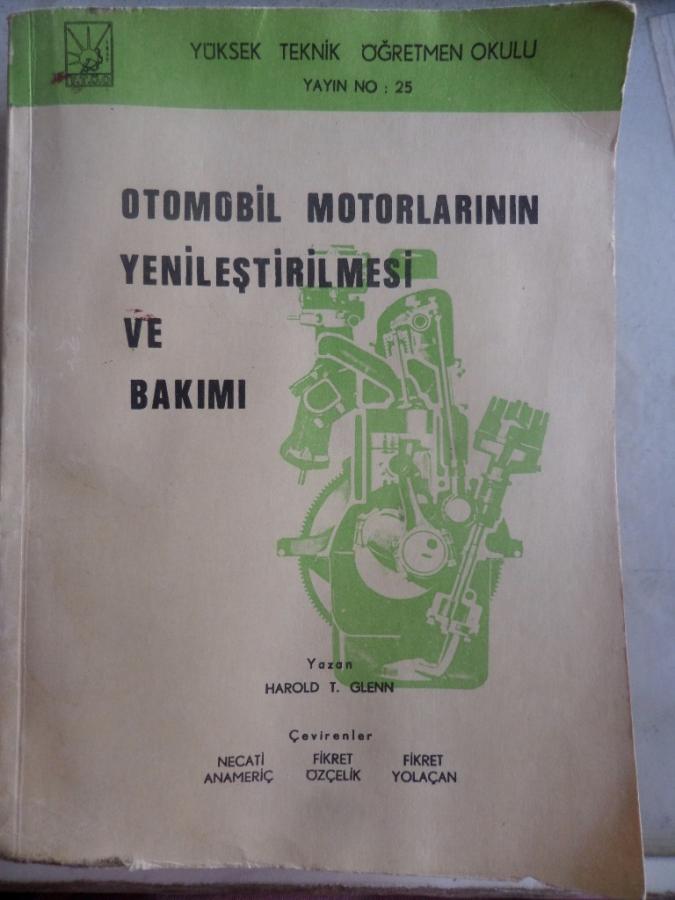 YÜKSEK TEKNİK ÖĞRETMEN OKULU
YAYIN NO : 25
OTOMOBİL MOTORLARININ
YENİLEŞTİRİLMESİ
VE
BAKIMI
Yazan
HAROLD T. GLENN
Çevirenler
NECATİ FİKRET FİKRET
ANAMERİÇ ÖZÇELİK YOLAÇAN